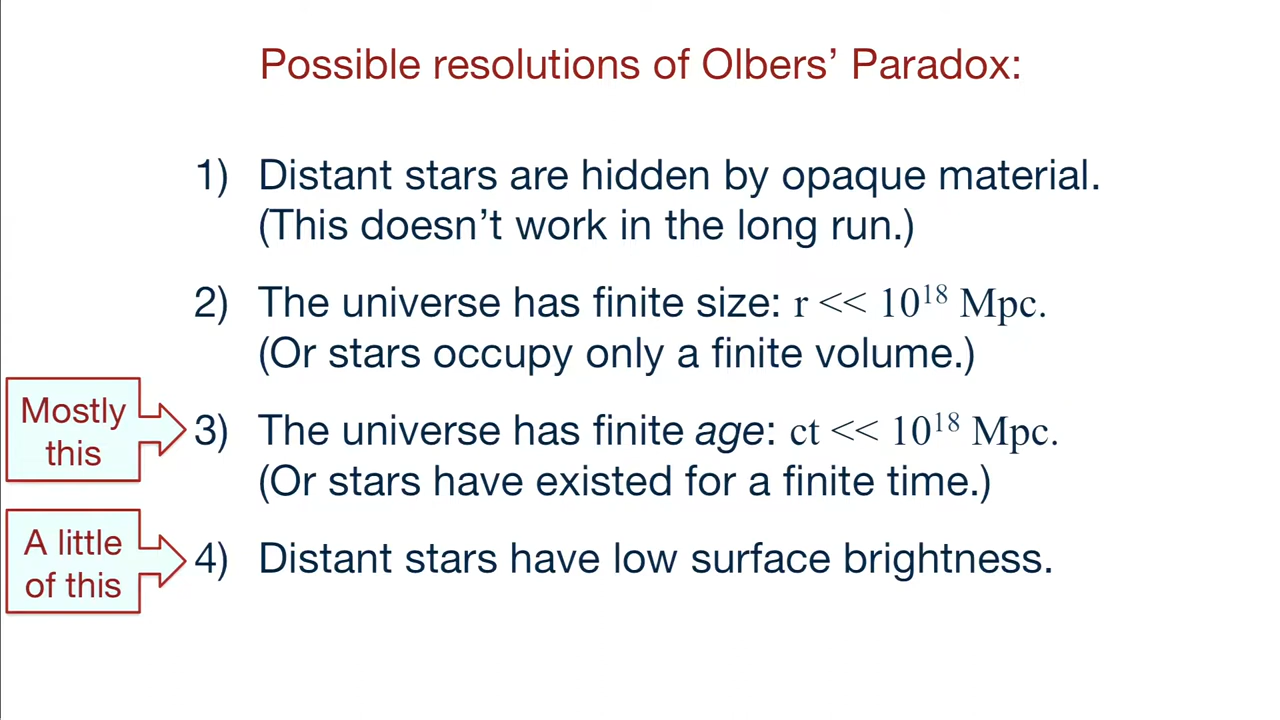 Possible resolutions of Olbers’ Paradox:
1) Distant stars are hidden by opaque material.
(This doesn’t work in the long run.)
2) The universe has finite size: r << 10¹⁸ Mpc.
(Or stars occupy only a finite volume.)
Mostly
this
3) The universe has finite age: ct << 10¹⁸ Mpc.
(Or stars have existed for a finite time.)
A little
of this
4) Distant stars have low surface brightness.